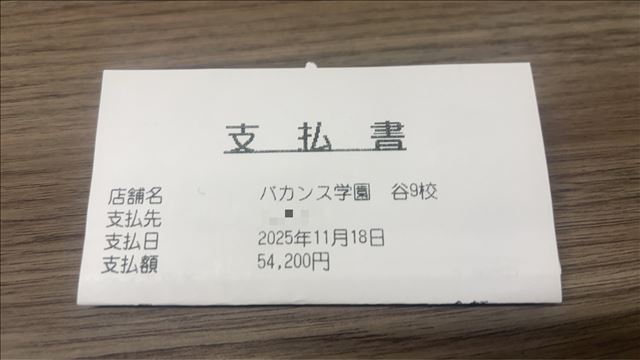 支払書
店舗名 バカンス学園 谷9校
支払先
支払日 2025年11月18日
支払額 54,200円